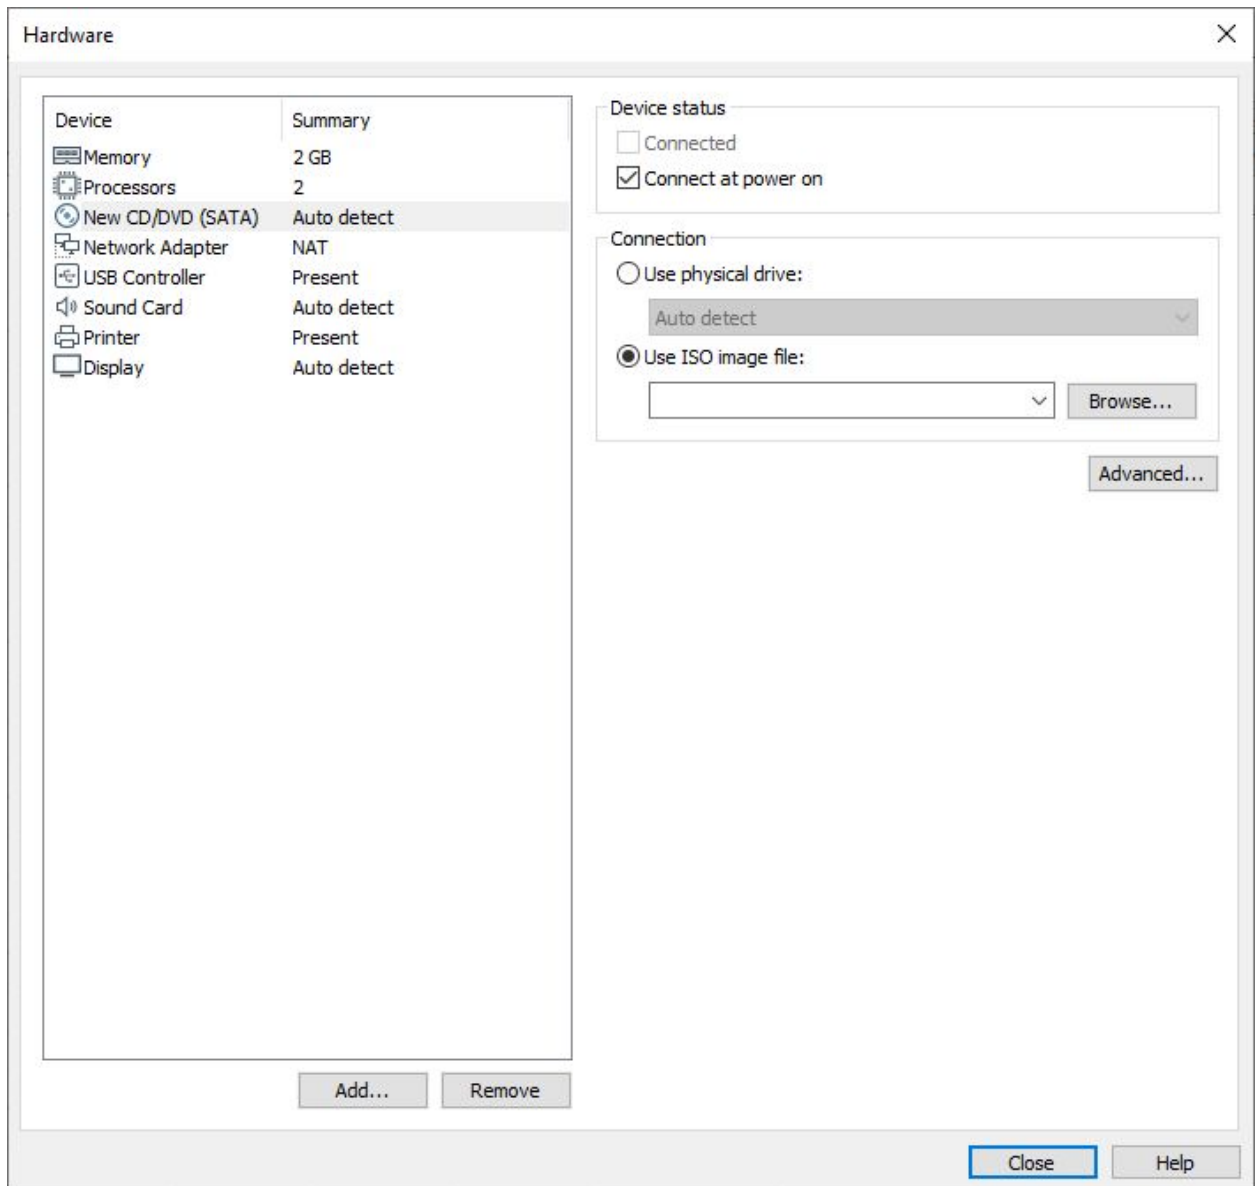 Hardware
Device Summary
Memory 2 GB
Processors 2
New CD/DVD (SATA) Auto detect
Network Adapter NAT
USB Controller Present
Sound Card Auto detect
Printer Present
Display Auto detect
Add... Remove
Device status
Connected
Connect at power on
Connection
Use physical drive:
Auto detect
Use ISO image file:
Browse...
Advanced...
Close Help